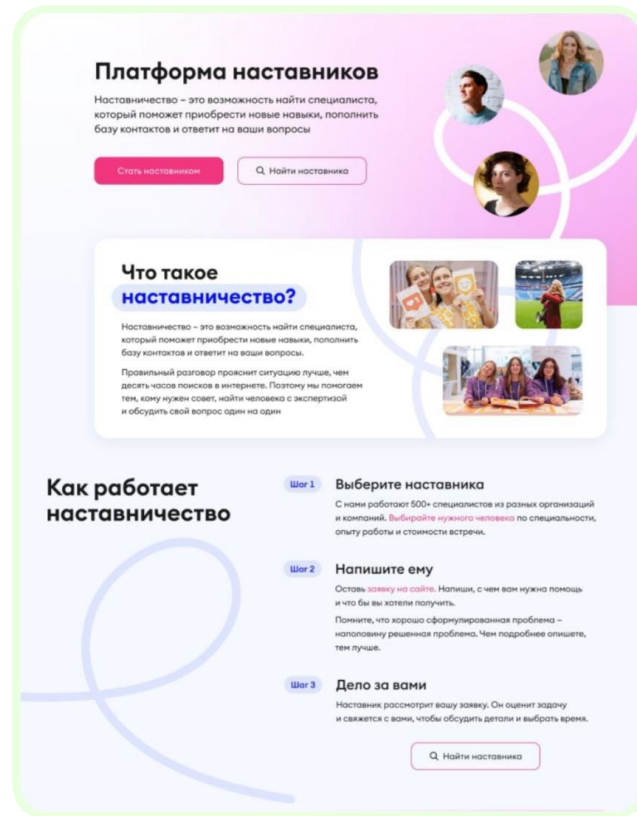 Платформа наставников
Наставничество – это возможность найти специалиста,
который поможет приобрести новые навыки, пополнить
базу контактов и ответит на ваши вопросы
Стать наставником
Найти наставника
Что такое
наставничество?
Наставничество – это возможность найти специалиста,
который поможет приобрести новые навыки, пополнить
базу контактов и ответит на ваши вопросы.
Правильный разговор прояснит ситуацию лучше, чем
десять часов поисков в интернете. Поэтому мы помогаем
тем, кому нужен совет, найти человека с экспертизой
и обсудить свой вопрос один на один
Как работает
наставничество
Шаг 1
Выберите наставника
С нами работают 500+ специалистов из разных организаций
и компаний. Выбирайте нужного человека по специальности,
опыту работы и стоимости встречи.
Шаг 2
Напишите ему
Оставь заявку на сайте. Напиши, с чем вам нужна помощь
и что бы вы хотели получить.
Помните, что хорошо сформулированная проблема –
наполовину решенная проблема. Чем подробнее опишете,
тем лучше.
Шаг 3
Дело за вами
Наставник рассмотрит вашу заявку. Он оценит задачу
и свяжется с вами, чтобы обсудить детали и выбрать время.
Найти наставника